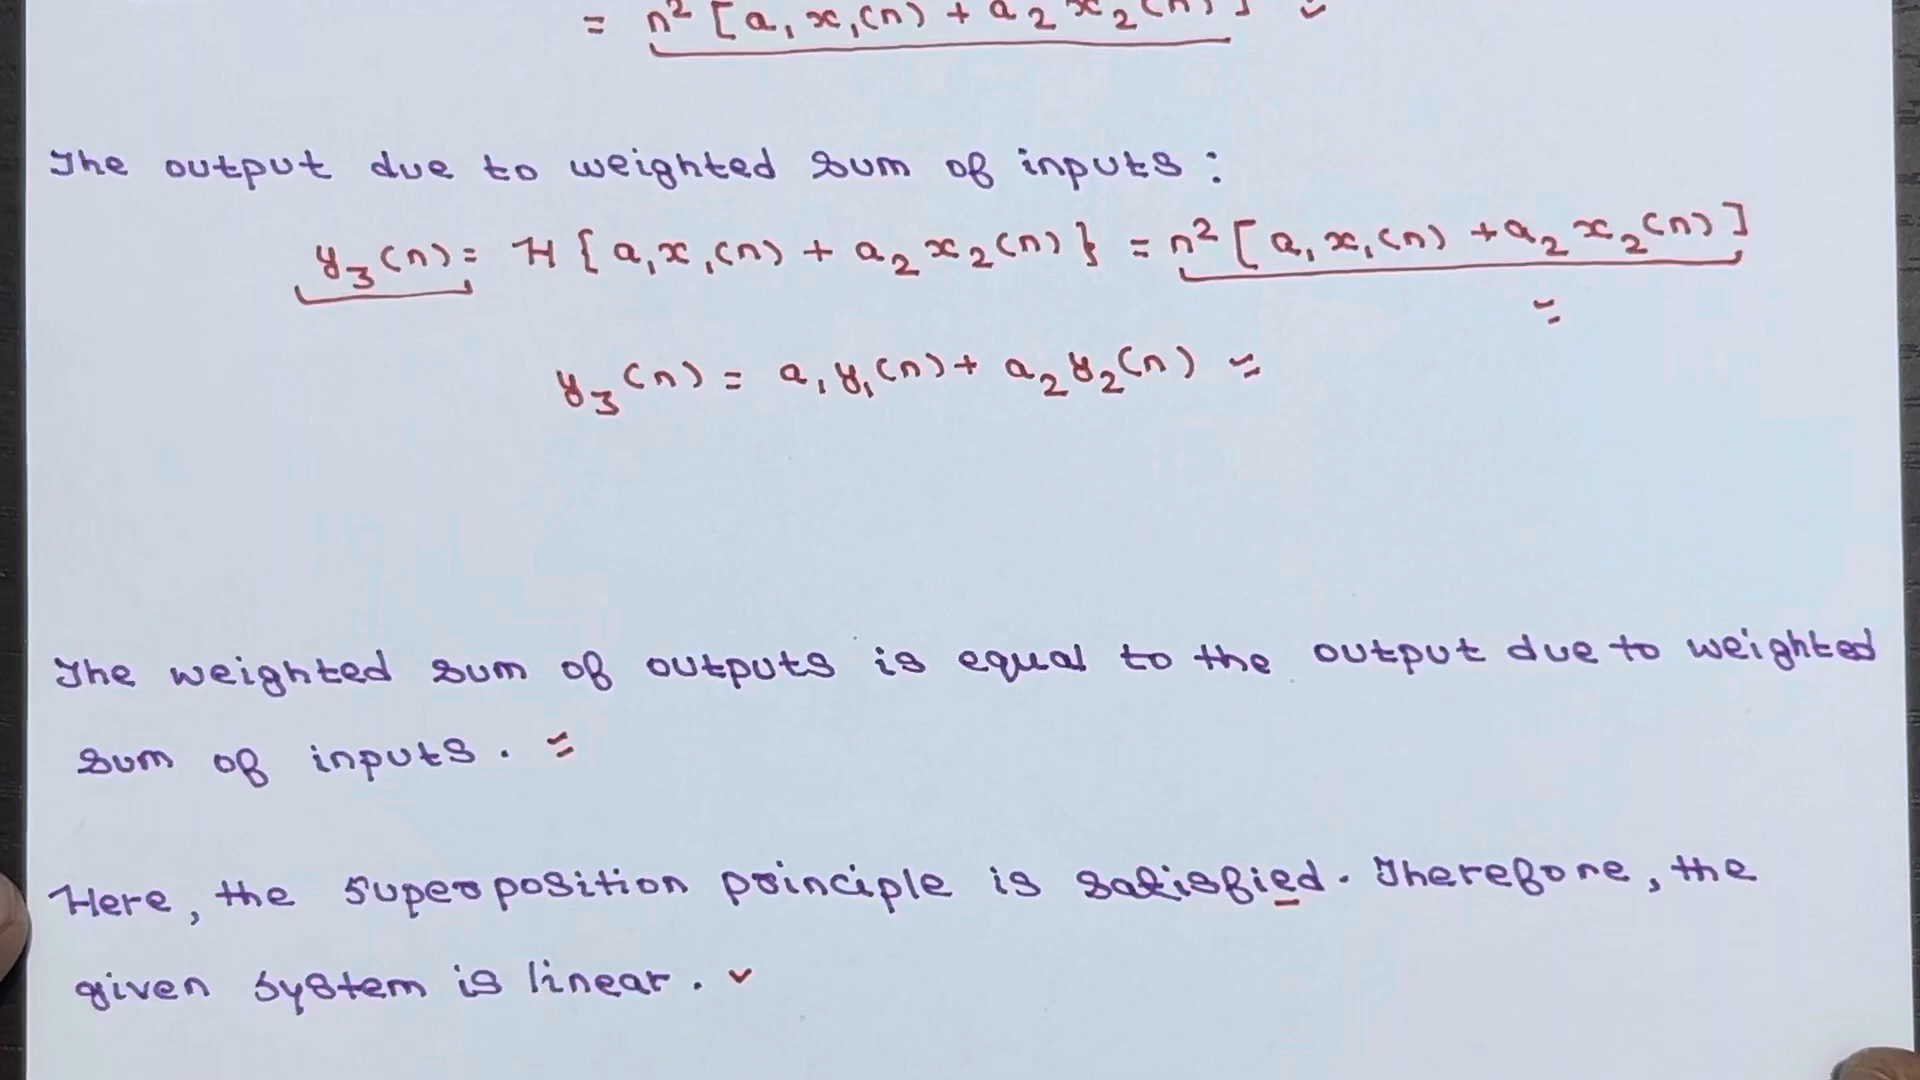 = n² [a₁x₁(n) + a₂x₂(n)]
The output due to weighted sum of inputs :
y₃(n) = H{a₁x₁(n) + a₂x₂(n)} = n² [a₁x₁(n) + a₂x₂(n)]
y₃(n) = a₁y₁(n) + a₂y₂(n)
The weighted sum of outputs is equal to the output due to weighted
sum of inputs.
Here, the superposition principle is satisfied. Therefore, the
given system is linear.